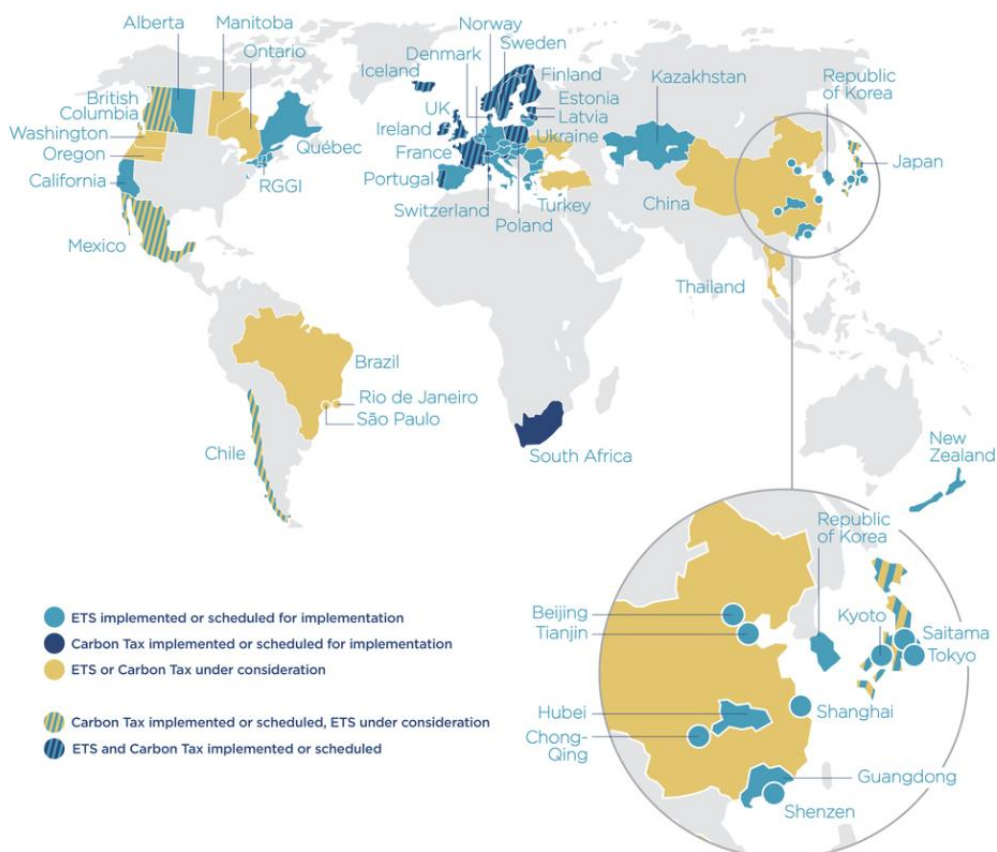 Alberta
Manitoba
Ontario
British
Columbia
Washington
Oregon
California
Québec
RGGI
Mexico
Norway
Denmark
Sweden
Iceland
Finland
UK
Estonia
Latvia
Ireland
Ukraine
France
Portugal
Switzerland
Turkey
Poland
Kazakhstan
Republic
of Korea
Japan
China
Thailand
Brazil
Rio de Janeiro
São Paulo
Chile
South Africa
New
Zealand
Republic
of Korea
Beijing
Tianjin
Kyoto
Saitama
Tokyo
Hubei
Chong-
Qing
Shanghai
Guangdong
Shenzen
ETS implemented or scheduled for implementation
Carbon Tax implemented or scheduled for implementation
ETS or Carbon Tax under consideration
Carbon Tax implemented or scheduled, ETS under consideration
ETS and Carbon Tax implemented or scheduled